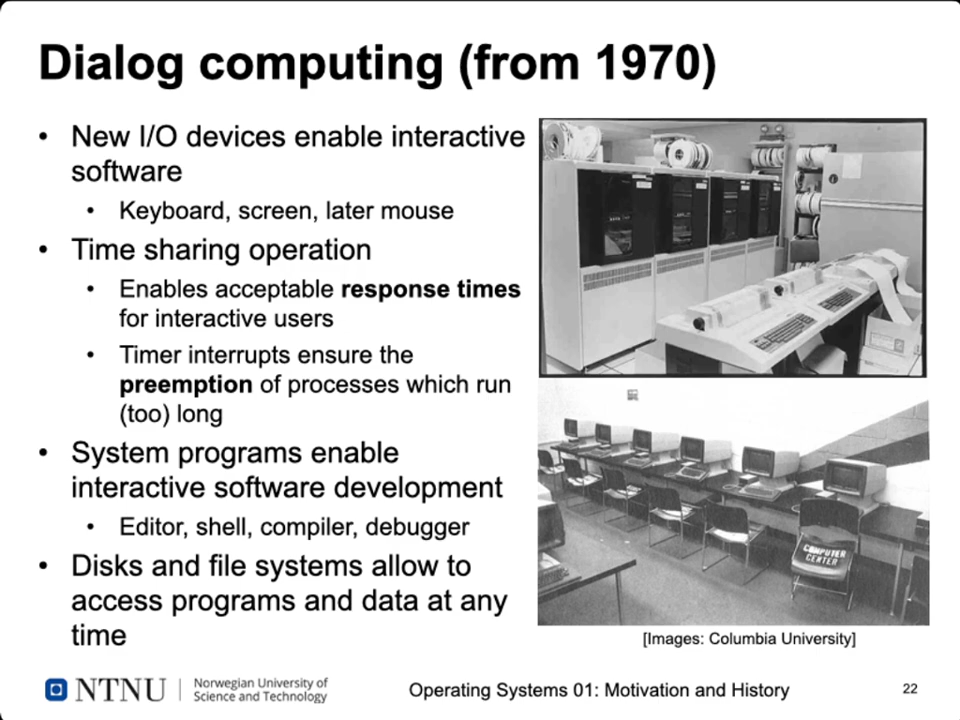 Dialog computing (from 1970)
• New I/O devices enable interactive
software
• Keyboard, screen, later mouse
• Time sharing operation
• Enables acceptable response times
for interactive users
• Timer interrupts ensure the
preemption of processes which run
(too) long
• System programs enable
interactive software development
• Editor, shell, compiler, debugger
• Disks and file systems allow to
access programs and data at any
time
COMPUTER
CENTER
[Images: Columbia University]
NTNU
Norwegian University of
Science and Technology
Operating Systems 01: Motivation and History
22